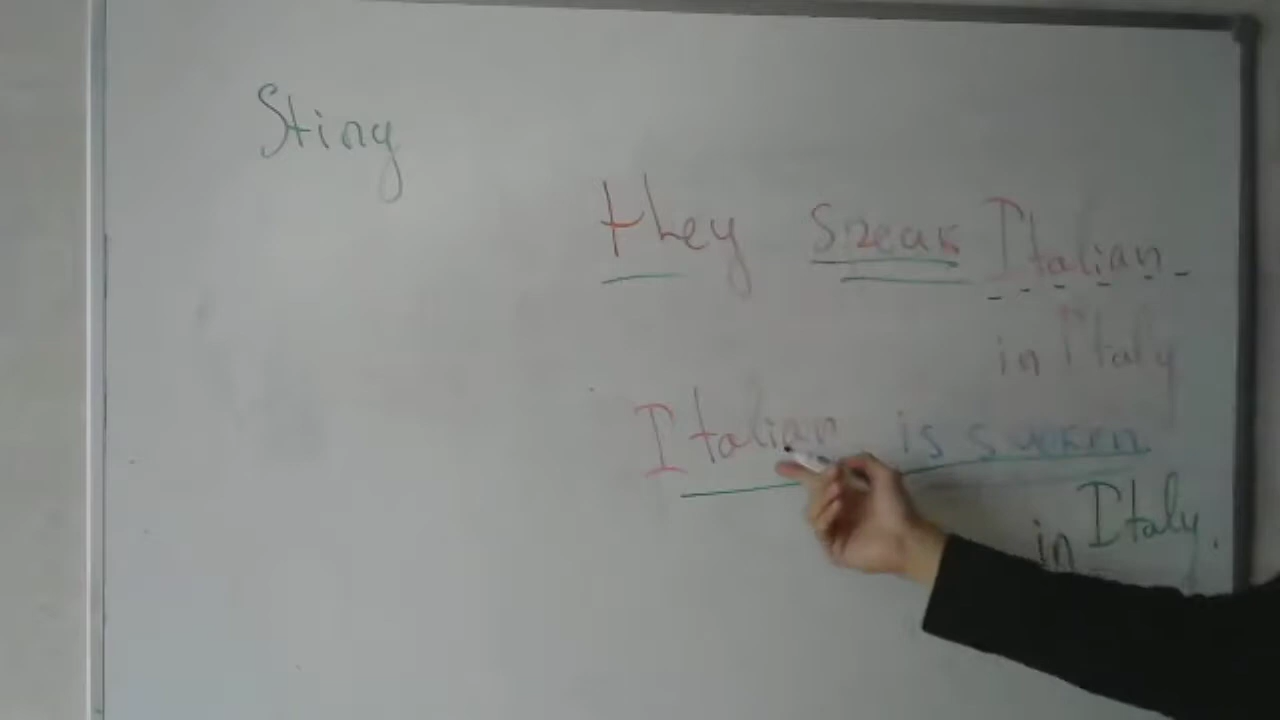 Sting
they speak Italian
in Italy
Italian is spoken
in Italy.